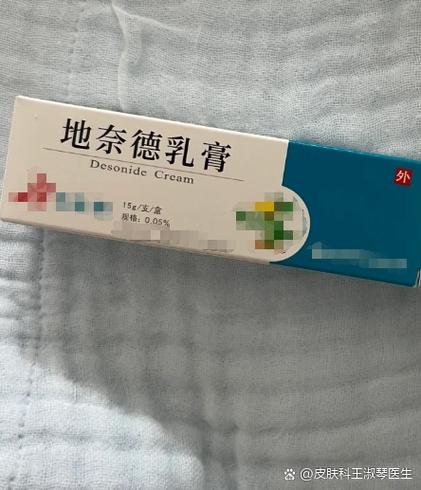 地奈德乳膏
Desonide Cream
外
15g/支/盒
规格：0.05%
皮肤科王淑琴医生